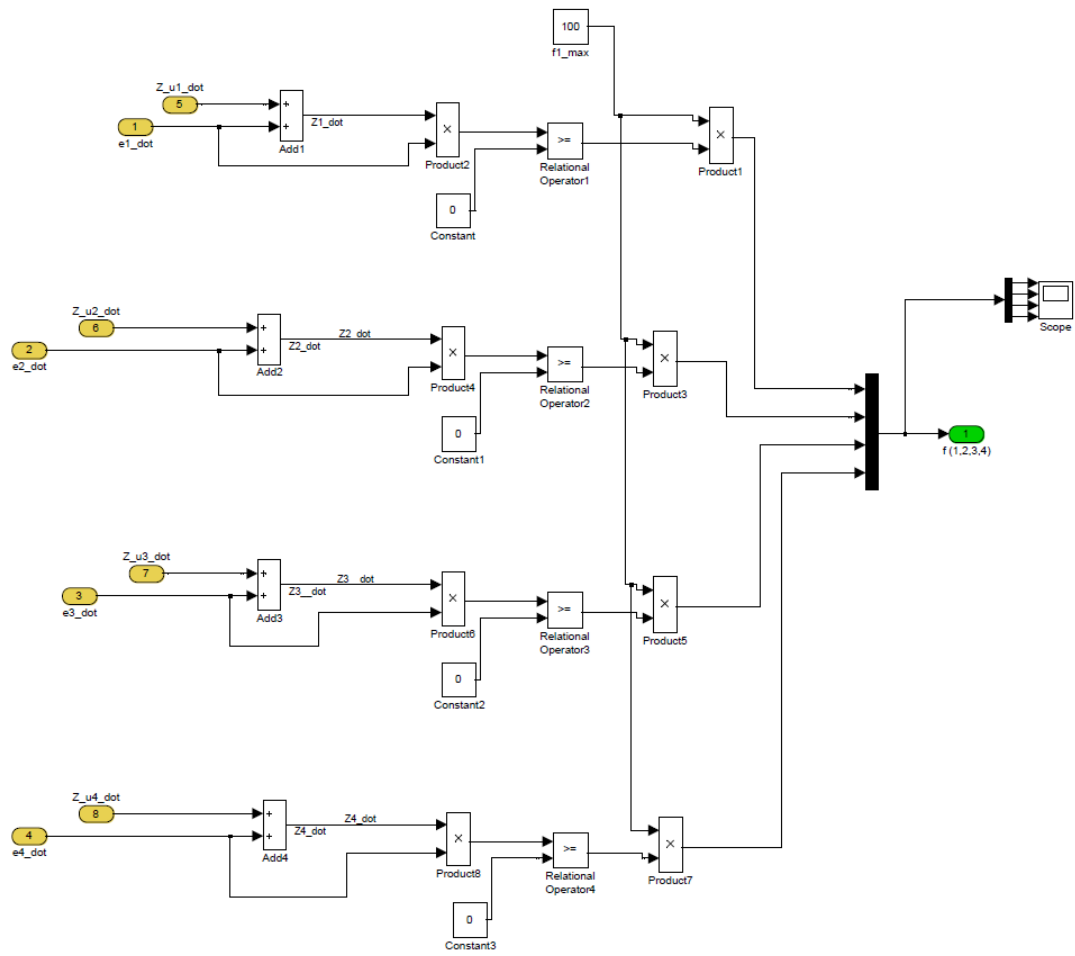 100
f1_max
Z_u1_dot
5
1
e1_dot
+
+
Add1
Z1_dot
×
Product2
>=
Relational
Operator1
×
Product1
0
Constant
Z_u2_dot
6
2
e2_dot
+
+
Add2
Z2_dot
Z2_dot
×
Product4
>=
Relational
Operator2
×
Product3
0
Constant1
Scope
1
f (1,2,3,4)
Z_u3_dot
7
3
e3_dot
+
+
Add3
Z3__dot
Z3__dot
×
Product6
>=
Relational
Operator3
×
Product5
0
Constant2
Z_u4_dot
8
4
e4_dot
+
+
Add4
Z4_dot
Z4_dot
×
Product8
>=
Relational
Operator4
×
Product7
0
Constant3